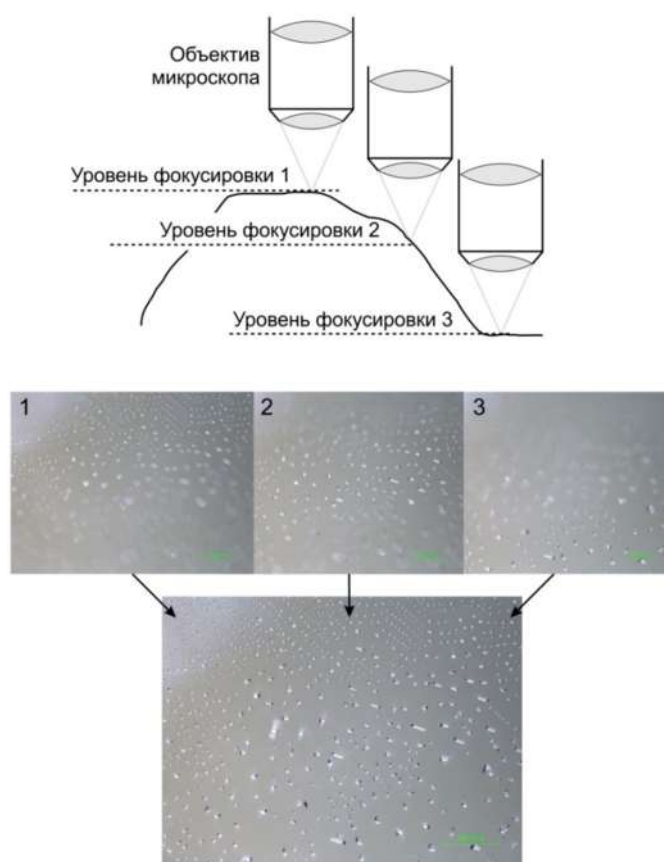 Объектив
микроскопа
Уровень фокусировки 1
Уровень фокусировки 2
Уровень фокусировки 3
1
2
3